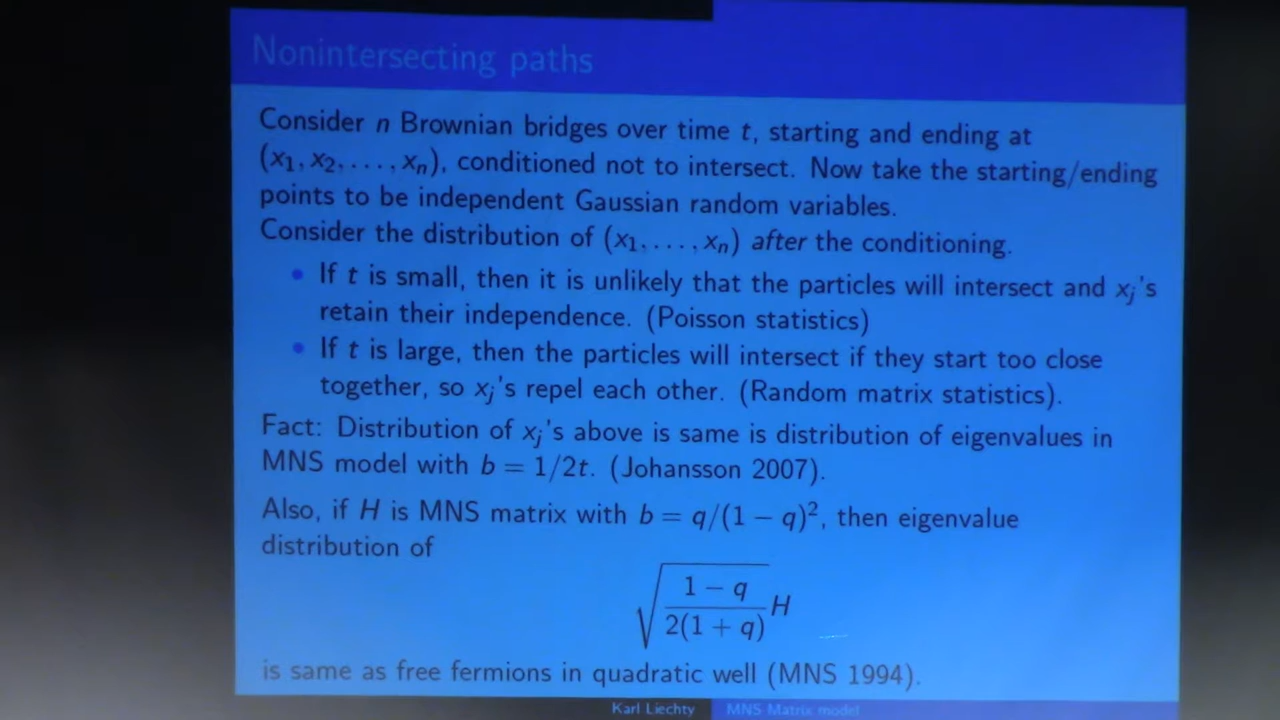 Nonintersecting paths
Consider n Brownian bridges over time t, starting and ending at
(x₁, x₂, . . . , xₙ), conditioned not to intersect. Now take the starting/ending
points to be independent Gaussian random variables.
Consider the distribution of (x₁, . . . , xₙ) after the conditioning.
• If t is small, then it is unlikely that the particles will intersect and xⱼ's
retain their independence. (Poisson statistics)
• If t is large, then the particles will intersect if they start too close
together, so xⱼ's repel each other. (Random matrix statistics).
Fact: Distribution of xⱼ's above is same is distribution of eigenvalues in
MNS model with b = 1/2t. (Johansson 2007).
Also, if H is MNS matrix with b = q/(1 − q)², then eigenvalue
distribution of
√((1 − q)/(2(1 + q))) H
is same as free fermions in quadratic well (MNS 1994).
Karl Liechty MNS Matrix model